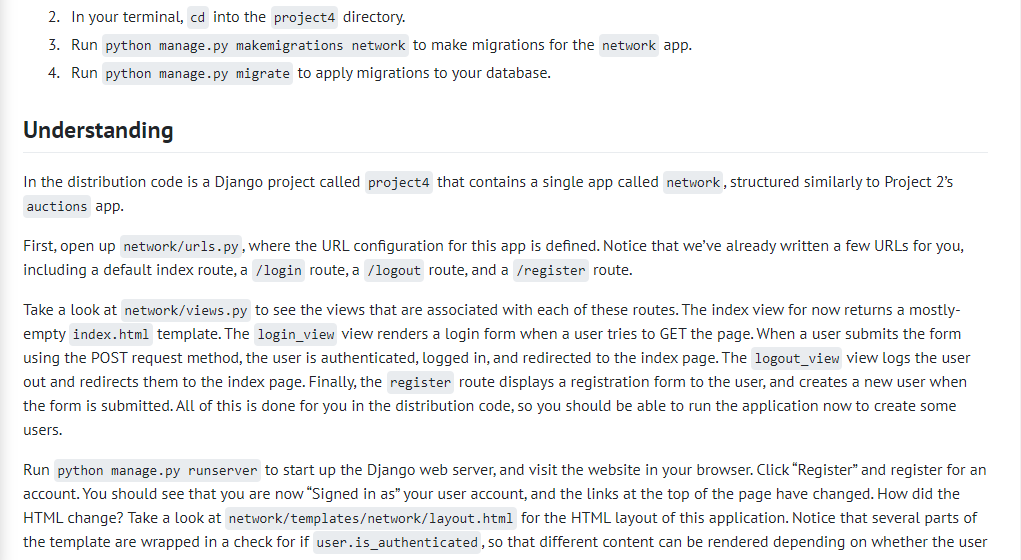 2. In your terminal, cd into the project4 directory.
3. Run python manage.py makemigrations network to make migrations for the network app.
4. Run python manage.py migrate to apply migrations to your database.
Understanding
In the distribution code is a Django project called project4 that contains a single app called network, structured similarly to Project 2’s
auctions app.
First, open up network/urls.py, where the URL configuration for this app is defined. Notice that we’ve already written a few URLs for you,
including a default index route, a /login route, a /logout route, and a /register route.
Take a look at network/views.py to see the views that are associated with each of these routes. The index view for now returns a mostly-
empty index.html template. The login_view view renders a login form when a user tries to GET the page. When a user submits the form
using the POST request method, the user is authenticated, logged in, and redirected to the index page. The logout_view view logs the user
out and redirects them to the index page. Finally, the register route displays a registration form to the user, and creates a new user when
the form is submitted. All of this is done for you in the distribution code, so you should be able to run the application now to create some
users.
Run python manage.py runserver to start up the Django web server, and visit the website in your browser. Click “Register” and register for an
account. You should see that you are now “Signed in as” your user account, and the links at the top of the page have changed. How did the
HTML change? Take a look at network/templates/network/layout.html for the HTML layout of this application. Notice that several parts of
the template are wrapped in a check for if user.is_authenticated, so that different content can be rendered depending on whether the user